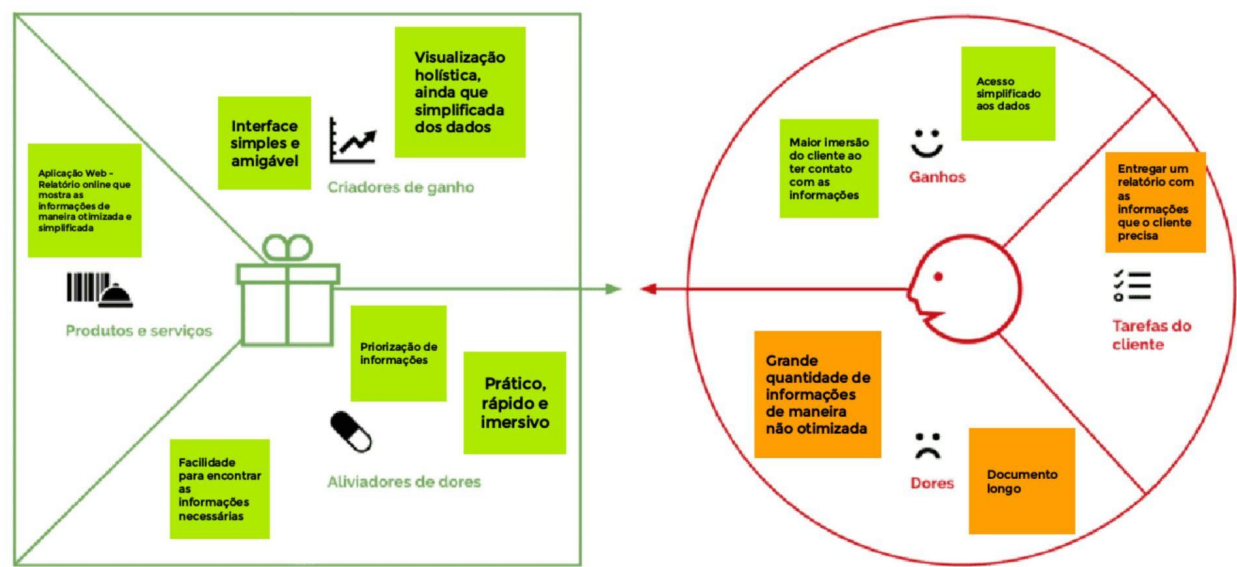 Visualização
holística,
ainda que
simplificada
dos dados
Interface
simples e
amigável
Criadores de ganho
Aplicação Web -
Relatório online que
mostra as
informações de
maneira otimizada e
simplificada
Produtos e serviços
Priorização de
informações
Prático,
rápido e
imersivo
Aliviadores de dores
Facilidade
para encontrar
as
informações
necessárias
Acesso
simplificado
aos dados
Maior imersão
do cliente ao
ter contato
com as
informações
Ganhos
Entregar um
relatório com
as
informações
que o cliente
precisa
Tarefas do
cliente
Grande
quantidade de
informações
de maneira
não otimizada
Dores
Documento
longo